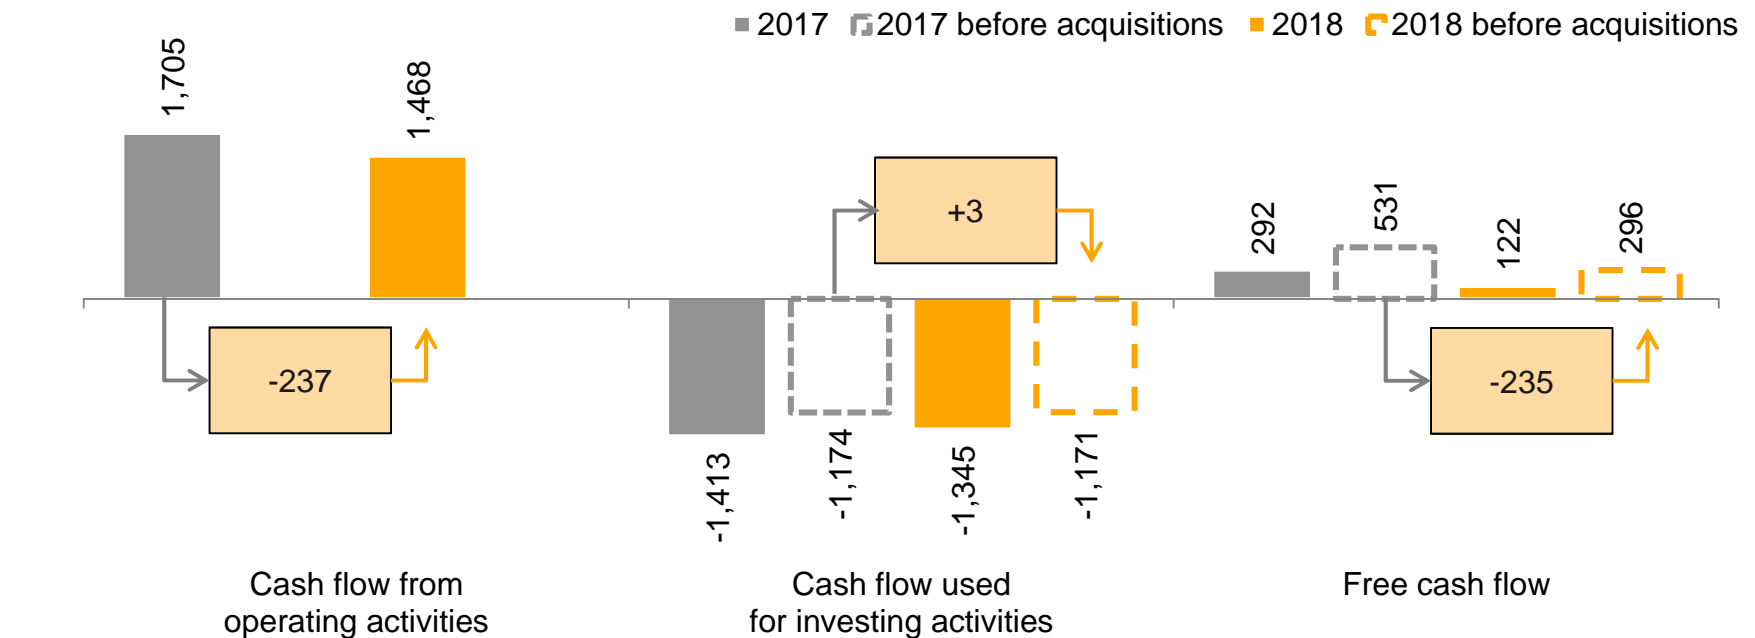 2017 2017 before acquisitions 2018 2018 before acquisitions
1,705
1,468
-237
+3
-1,413
-1,174
-1,345
-1,171
292
531
122
296
-235
Cash flow from
operating activities
Cash flow used
for investing activities
Free cash flow